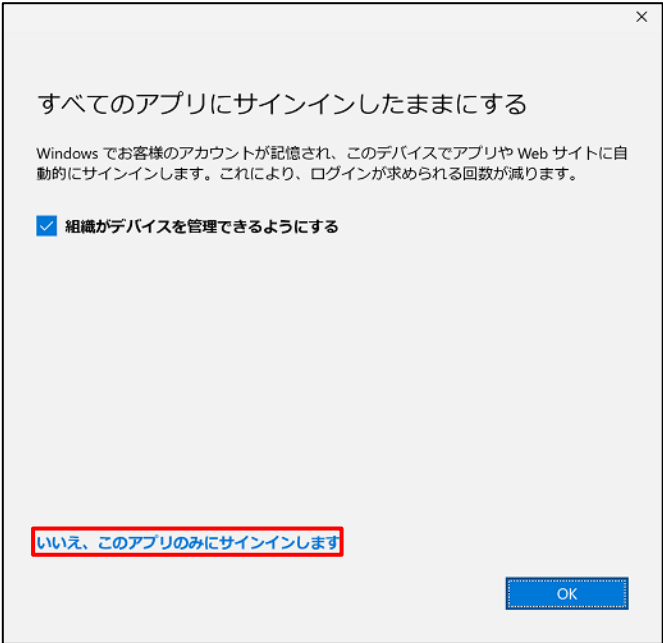 すべてのアプリにサインインしたままにする
Windows でお客様のアカウントが記憶され、このデバイスでアプリや Web サイトに自
動的にサインインします。これにより、ログインが求められる回数が減ります。
組織がデバイスを管理できるようにする
いいえ、このアプリのみにサインインします
OK